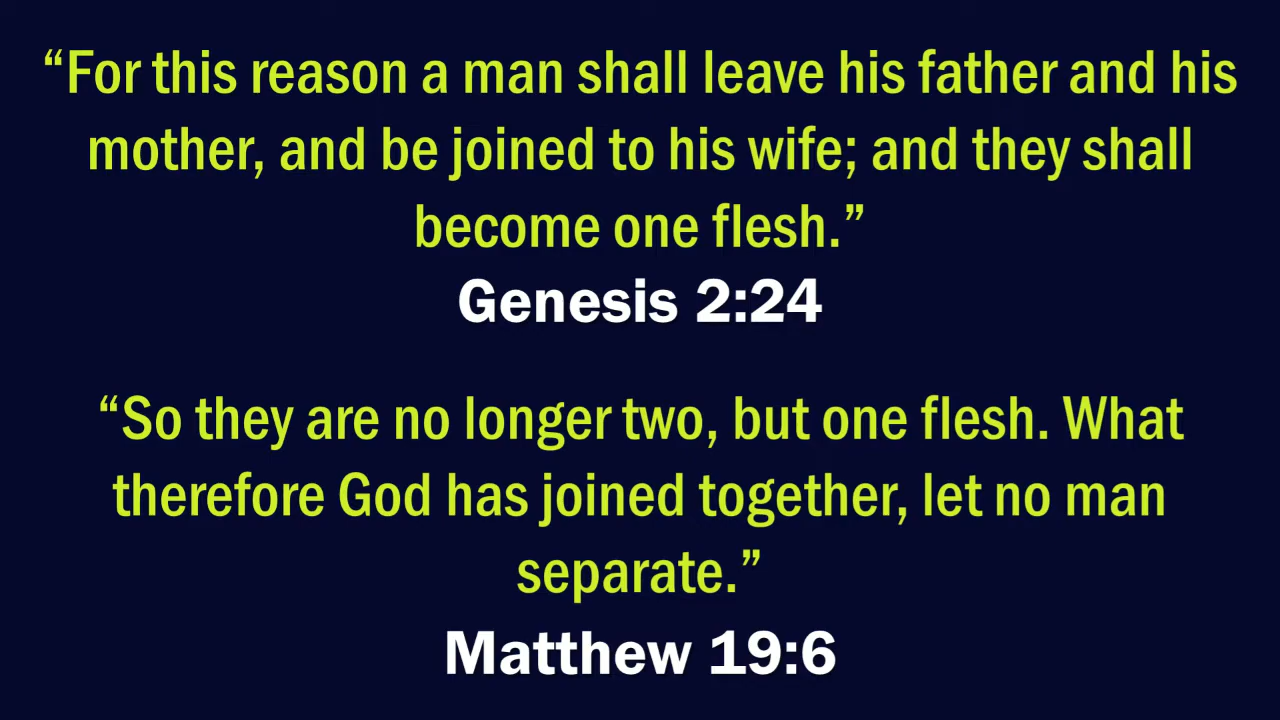 “For this reason a man shall leave his father and his
mother, and be joined to his wife; and they shall
become one flesh.”
Genesis 2:24
“So they are no longer two, but one flesh. What
therefore God has joined together, let no man
separate.”
Matthew 19:6